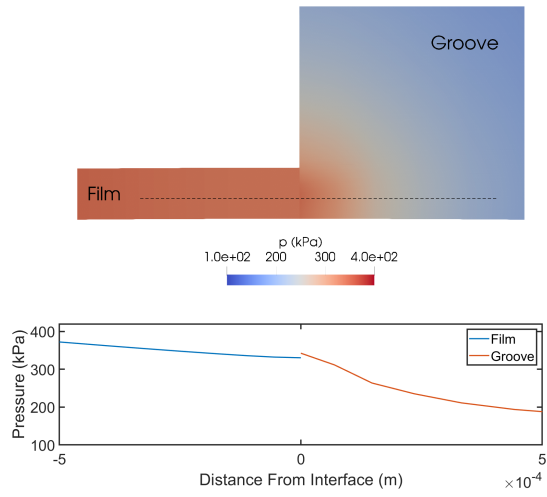 Groove
Film
p (kPa)
1.0e+02 200 300 4.0e+02
Pressure (kPa)
400
300
200
100
Film
Groove
-5 0 5
Distance From Interface (m)
×10⁻⁴